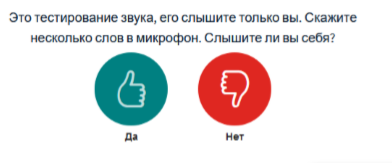 Это тестирование звука, его слышите только вы. Скажите
несколько слов в микрофон. Слышите ли вы себя?
Да
Нет